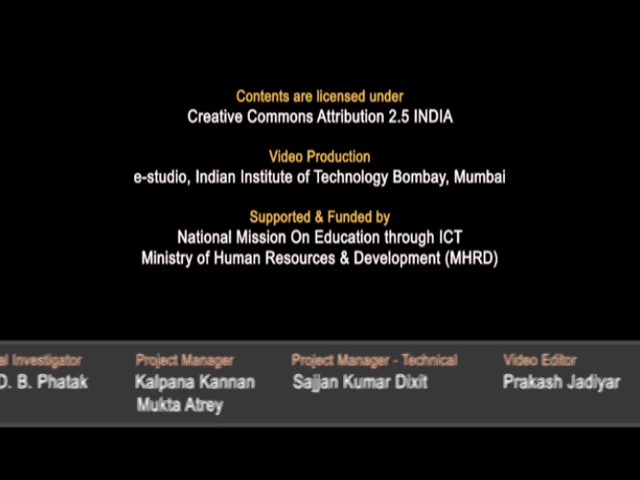 Contents are licensed under
Creative Commons Attribution 2.5 INDIA
Video Production
e-studio, Indian Institute of Technology Bombay, Mumbai
Supported & Funded by
National Mission On Education through ICT
Ministry of Human Resources & Development (MHRD)
al Investigator Project Manager Project Manager - Technical Video Editor
D. B. Phatak Kalpana Kannan Sajjan Kumar Dixit Prakash Jadiyar
Mukta Atrey